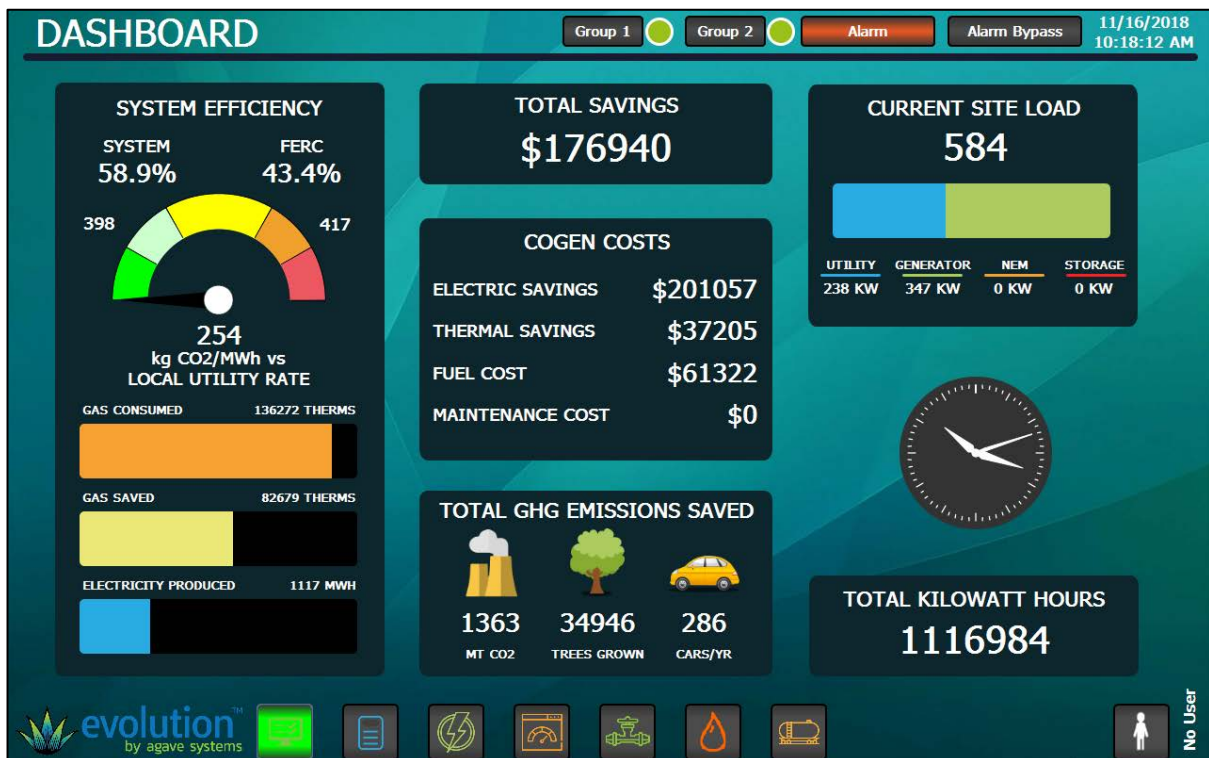 DASHBOARD
Group 1
Group 2
Alarm
Alarm Bypass
11/16/2018
10:18:12 AM
SYSTEM EFFICIENCY
SYSTEM FERC
58.9% 43.4%
398 417
254
kg CO2/MWh vs
LOCAL UTILITY RATE
GAS CONSUMED 136272 THERMS
GAS SAVED 82679 THERMS
ELECTRICITY PRODUCED 1117 MWH
TOTAL SAVINGS
$176940
COGEN COSTS
ELECTRIC SAVINGS $201057
THERMAL SAVINGS $37205
FUEL COST $61322
MAINTENANCE COST $0
TOTAL GHG EMISSIONS SAVED
1363 34946 286
MT CO2 TREES GROWN CARS/YR
CURRENT SITE LOAD
584
UTILITY GENERATOR NEM STORAGE
238 KW 347 KW 0 KW 0 KW
TOTAL KILOWATT HOURS
1116984
evolution™
by agave systems
No User